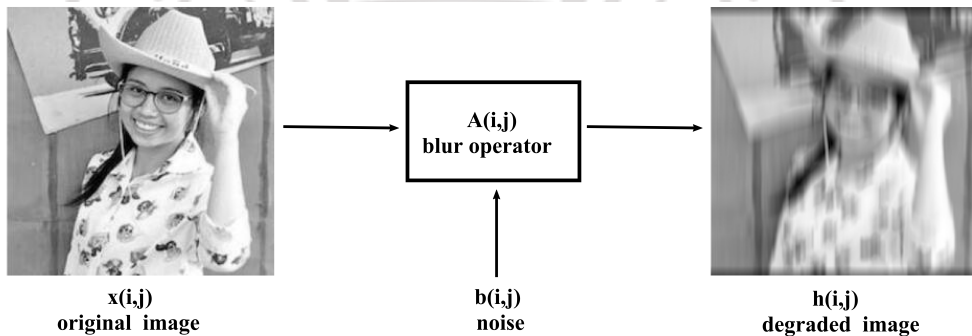 A(i,j)
blur operator
x(i,j)
original image
b(i,j)
noise
h(i,j)
degraded image